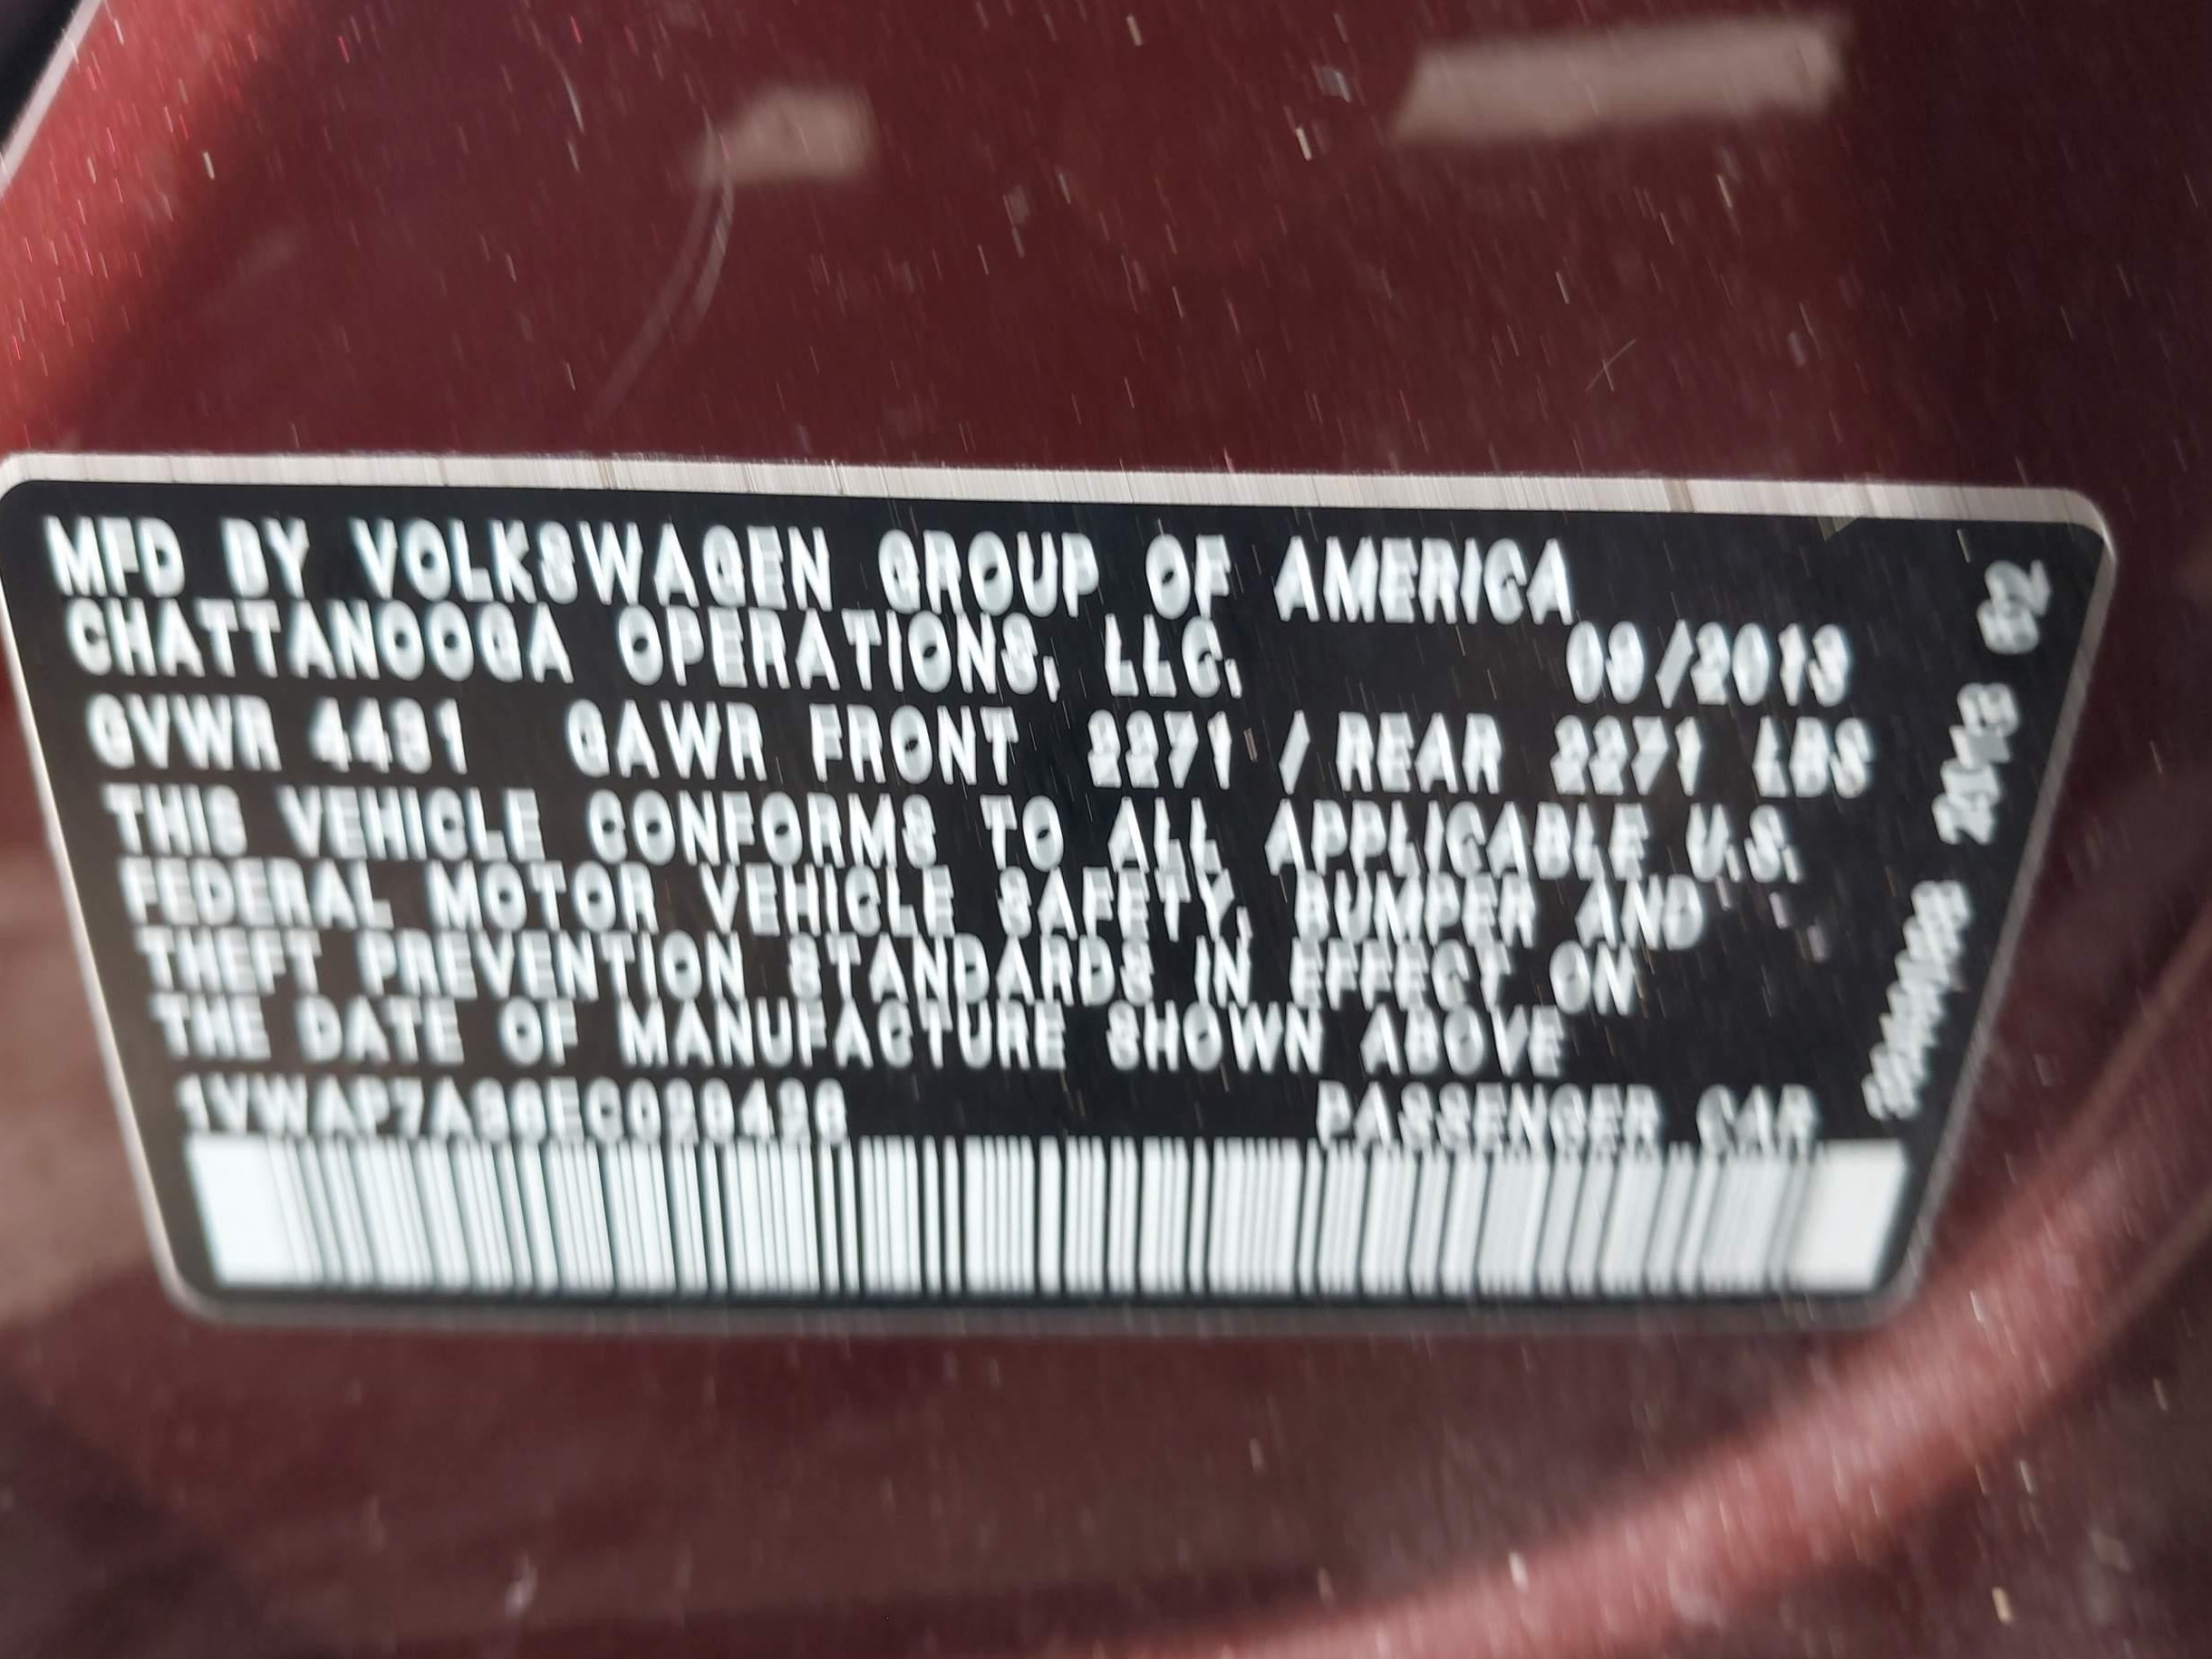 MFD BY VOLKSWAGEN GROUP OF AMERICA
CHATTANOOGA OPERATIONS, LLC. 09/2013
GVWR 4431 GAWR FRONT 2271 / REAR 2271 LBS
THIS VEHICLE CONFORMS TO ALL APPLICABLE U.S.
FEDERAL MOTOR VEHICLE SAFETY, BUMPER AND
THEFT PREVENTION STANDARDS IN EFFECT ON
THE DATE OF MANUFACTURE SHOWN ABOVE
PASSENGER CAR